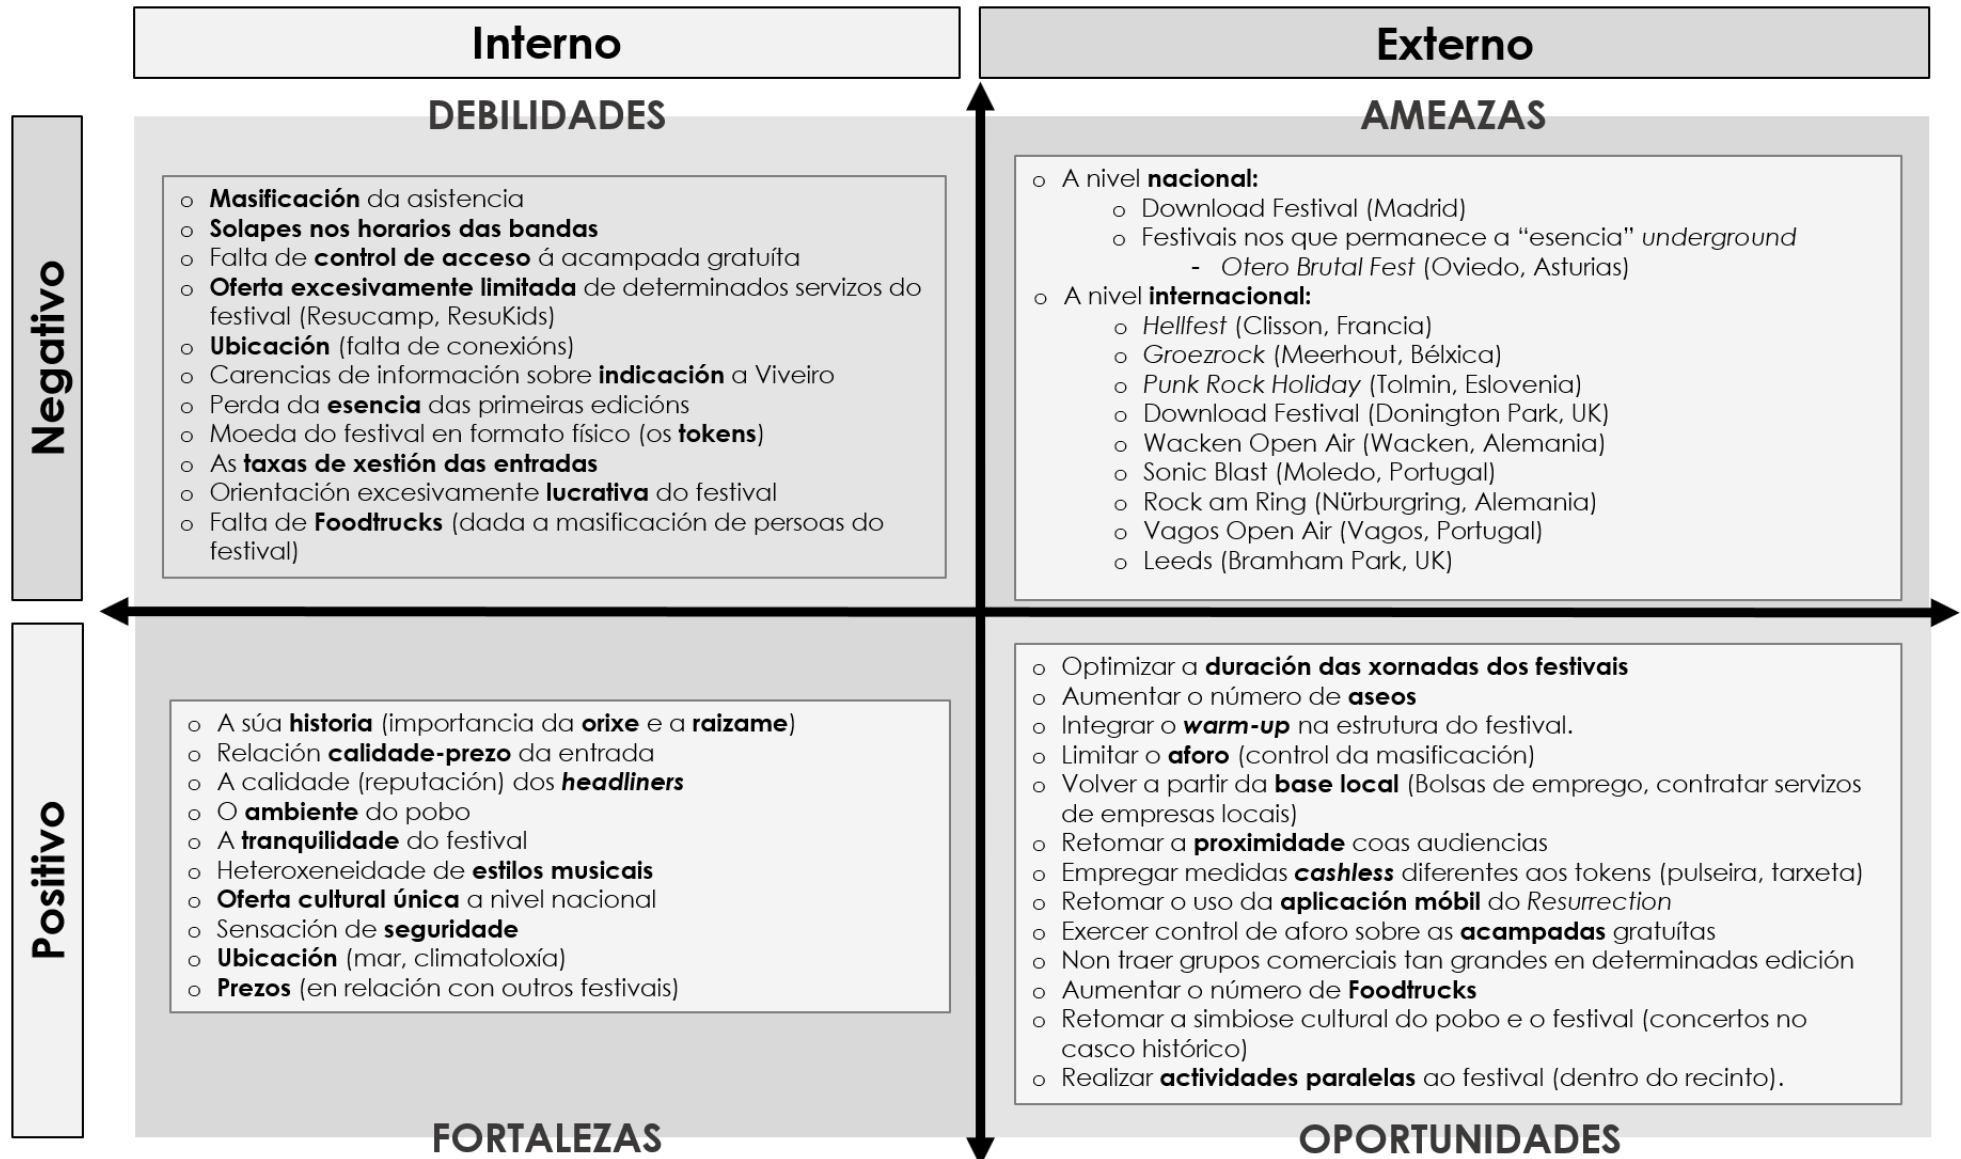 Interno
Externo
Negativo
DEBILIDADES
o Masificación da asistencia
o Solapes nos horarios das bandas
o Falta de control de acceso á acampada gratuíta
o Oferta excesivamente limitada de determinados servizos do
festival (Resucamp, ResuKids)
o Ubicación (falta de conexións)
o Carencias de información sobre indicación a Viveiro
o Perda da esencia das primeiras edicións
o Moeda do festival en formato físico (os tokens)
o As taxas de xestión das entradas
o Orientación excesivamente lucrativa do festival
o Falta de Foodtrucks (dada a masificación de persoas do
festival)
AMEAZAS
o A nivel nacional:
o Download Festival (Madrid)
o Festivais nos que permanece a “esencia” underground
- Otero Brutal Fest (Oviedo, Asturias)
o A nivel internacional:
o Hellfest (Clisson, Francia)
o Groezrock (Meerhout, Bélxica)
o Punk Rock Holiday (Tolmin, Eslovenia)
o Download Festival (Donington Park, UK)
o Wacken Open Air (Wacken, Alemania)
o Sonic Blast (Moledo, Portugal)
o Rock am Ring (Nürburgring, Alemania)
o Vagos Open Air (Vagos, Portugal)
o Leeds (Bramham Park, UK)
Positivo
o A súa historia (importancia da orixe e a raizame)
o Relación calidade-prezo da entrada
o A calidade (reputación) dos headliners
o O ambiente do pobo
o A tranquilidade do festival
o Heteroxeneidade de estilos musicais
o Oferta cultural única a nivel nacional
o Sensación de seguridade
o Ubicación (mar, climatoloxía)
o Prezos (en relación con outros festivais)
FORTALEZAS
o Optimizar a duración das xornadas dos festivais
o Aumentar o número de aseos
o Integrar o warm-up na estrutura do festival.
o Limitar o aforo (control da masificación)
o Volver a partir da base local (Bolsas de emprego, contratar servizos
de empresas locais)
o Retomar a proximidade coas audiencias
o Empregar medidas cashless diferentes aos tokens (pulseira, tarxeta)
o Retomar o uso da aplicación móbil do Resurrection
o Exercer control de aforo sobre as acampadas gratuítas
o Non traer grupos comerciais tan grandes en determinadas edición
o Aumentar o número de Foodtrucks
o Retomar a simbiose cultural do pobo e o festival (concertos no
casco histórico)
o Realizar actividades paralelas ao festival (dentro do recinto).
OPORTUNIDADES